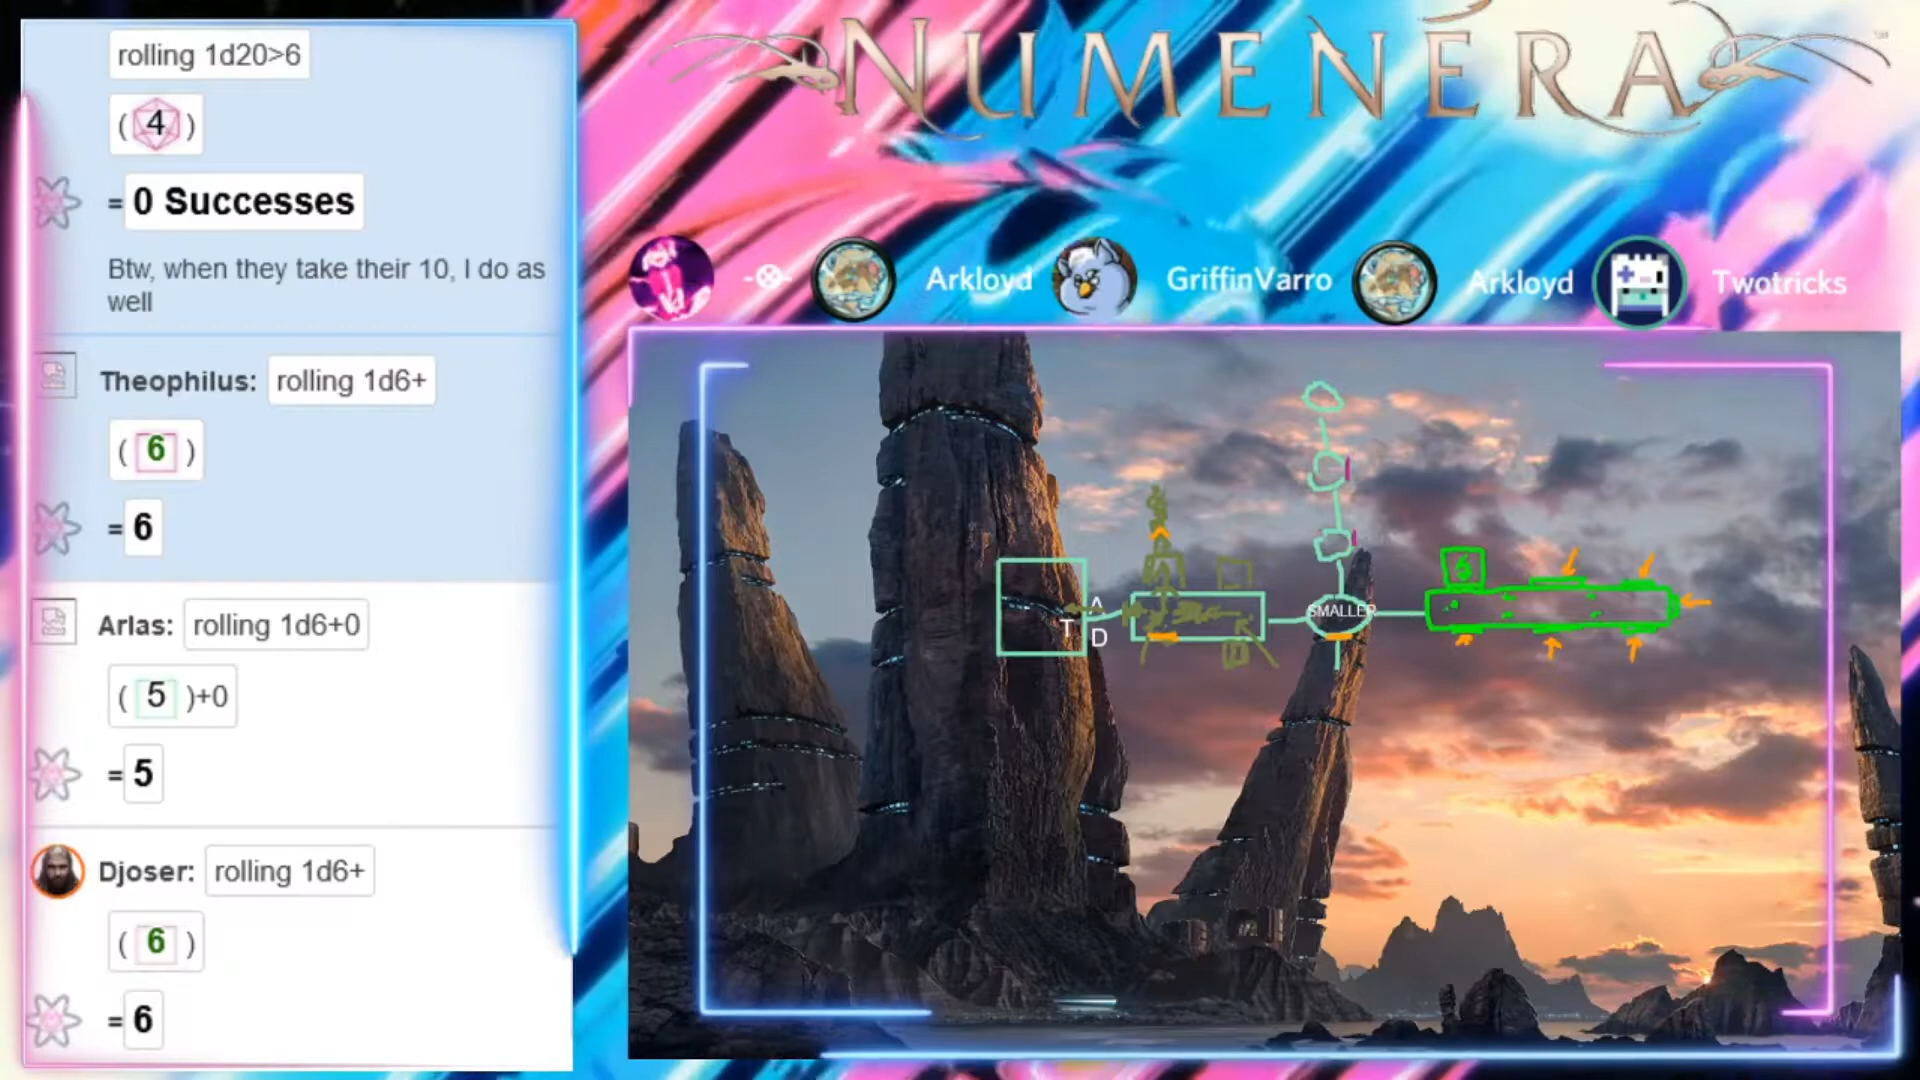 rolling 1d20>6
( 4 )
= 0 Successes
Btw, when they take their 10, I do as
well
Theophilus: rolling 1d6+
( 6 )
= 6
Arlas: rolling 1d6+0
( 5 )+0
= 5
Djoser: rolling 1d6+
( 6 )
= 6
NUMENÉRA
-⊗- Arkloyd GriffinVarro Arkloyd Twotricks
SMALLER
A
T D